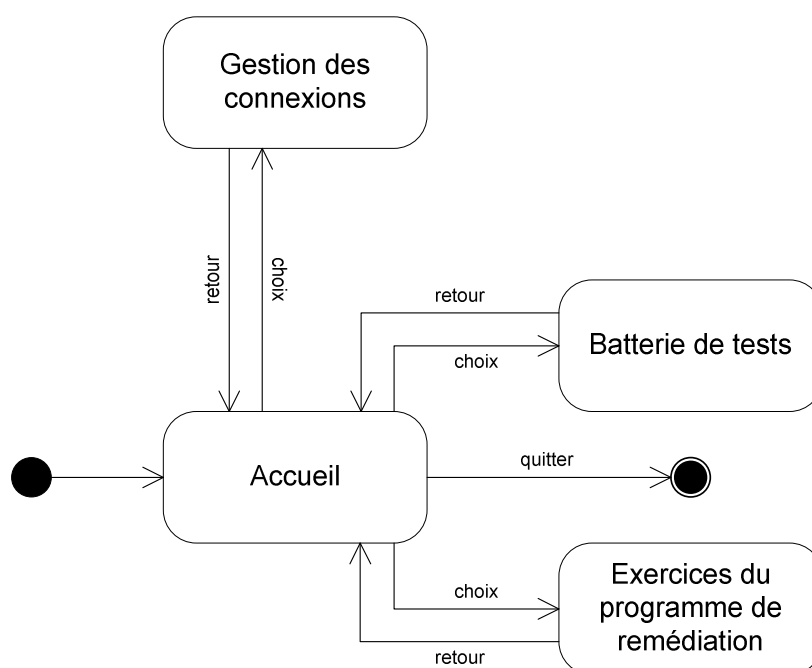 Gestion des
connexions
retour
choix
retour
Batterie de tests
choix
Accueil
quitter
choix
Exercices du
programme de
remédiation
retour